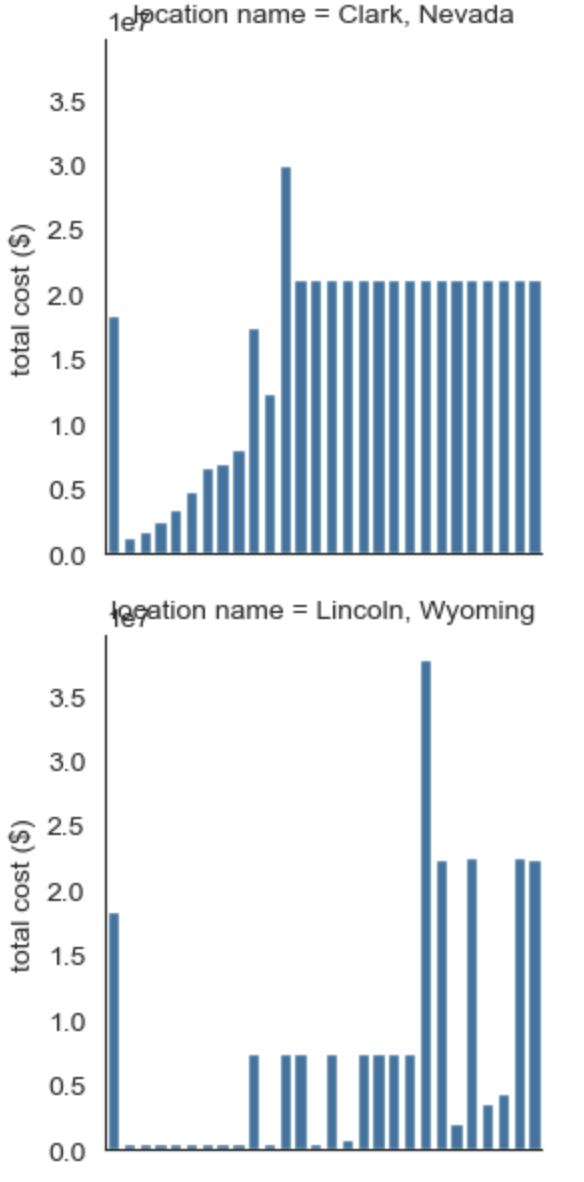 1e7
location name = Clark, Nevada
3.5
3.0
2.5
2.0
1.5
1.0
0.5
0.0
total cost ($)
1e7
location name = Lincoln, Wyoming
3.5
3.0
2.5
2.0
1.5
1.0
0.5
0.0
total cost ($)